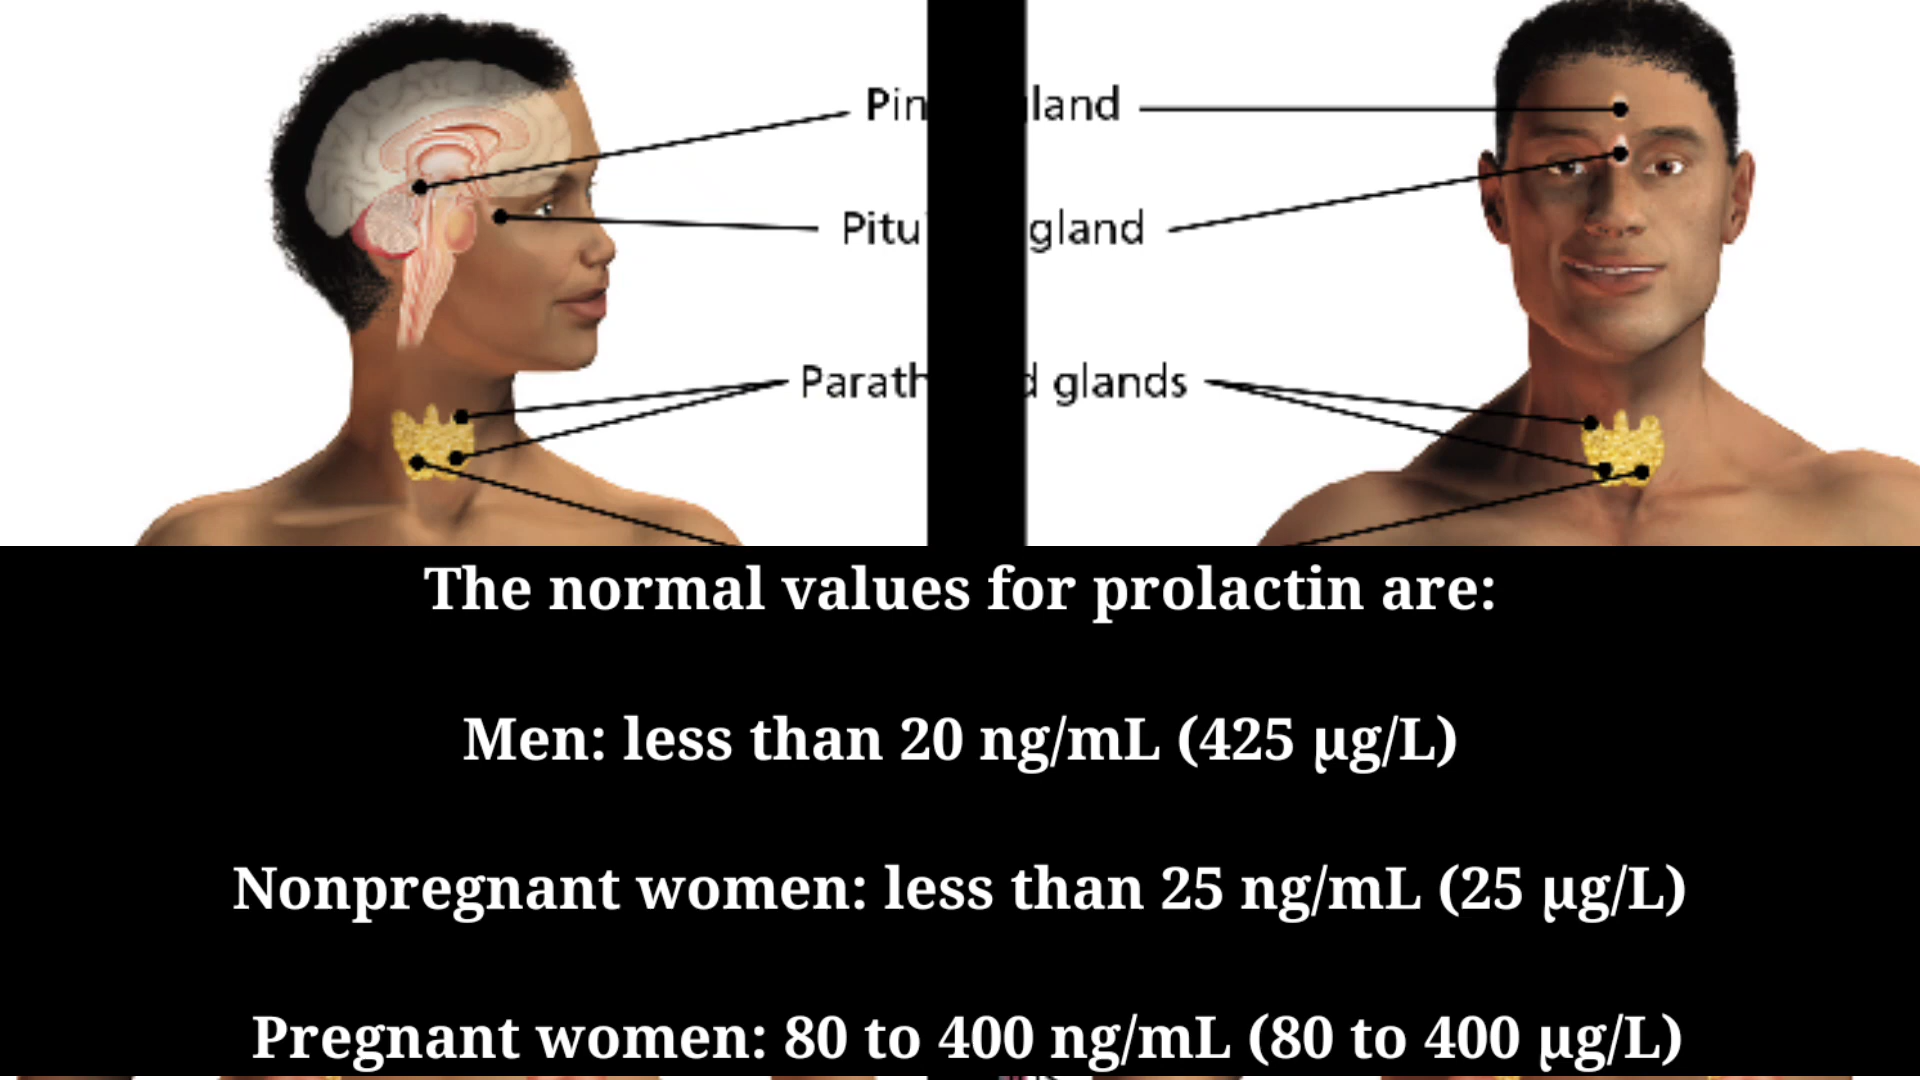 Pin land
Pitu gland
Parath d glands
The normal values for prolactin are:
Men: less than 20 ng/mL (425 µg/L)
Nonpregnant women: less than 25 ng/mL (25 µg/L)
Pregnant women: 80 to 400 ng/mL (80 to 400 µg/L)